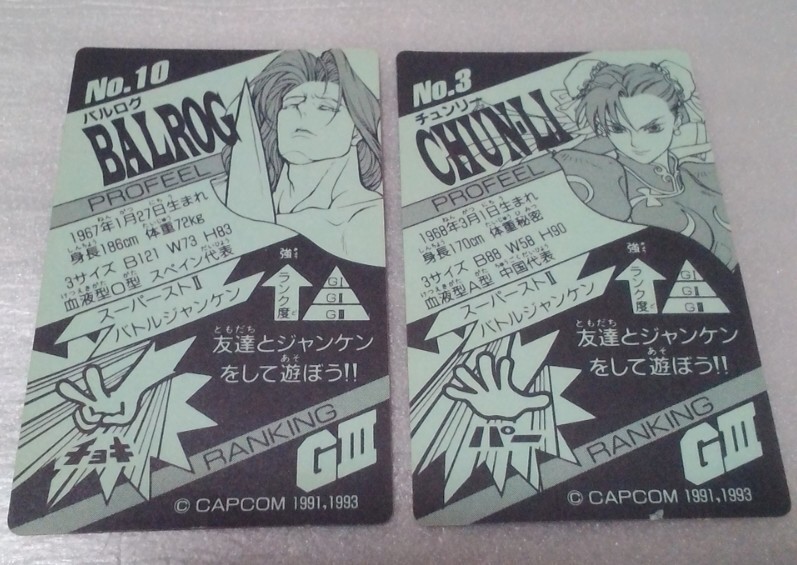 No.10
バルログ
BALROG
PROFEEL
1967年1月27日生まれ
身長186cm 体重72kg
3サイズ B121 W73 H83
血液型O型 スペイン代表
スーパーストⅡ
バトルジャンケン
強
ランク度
GⅠ
GⅡ
GⅢ
友達とジャンケン
をして遊ぼう!!
チョキ
RANKING
GⅢ
© CAPCOM 1991,1993
No.3
チュンリー
CHUN-LI
PROFEEL
1968年3月1日生まれ
身長170cm 体重秘密
3サイズ B88 W58 H90
血液型A型 中国代表
スーパーストⅡ
バトルジャンケン
強
ランク度
GⅠ
GⅡ
GⅢ
友達とジャンケン
をして遊ぼう!!
パー
RANKING
GⅢ
© CAPCOM 1991,1993